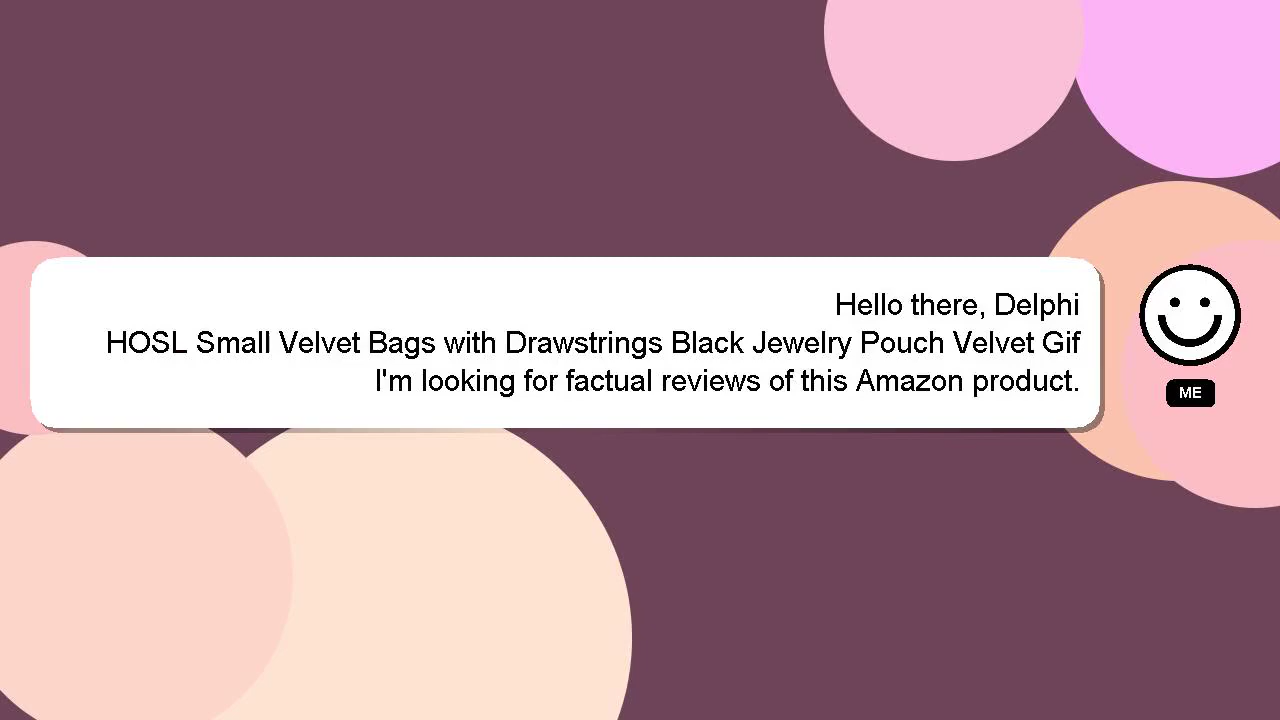 Hello there, Delphi
HOSL Small Velvet Bags with Drawstrings Black Jewelry Pouch Velvet Gif
I'm looking for factual reviews of this Amazon product.
ME